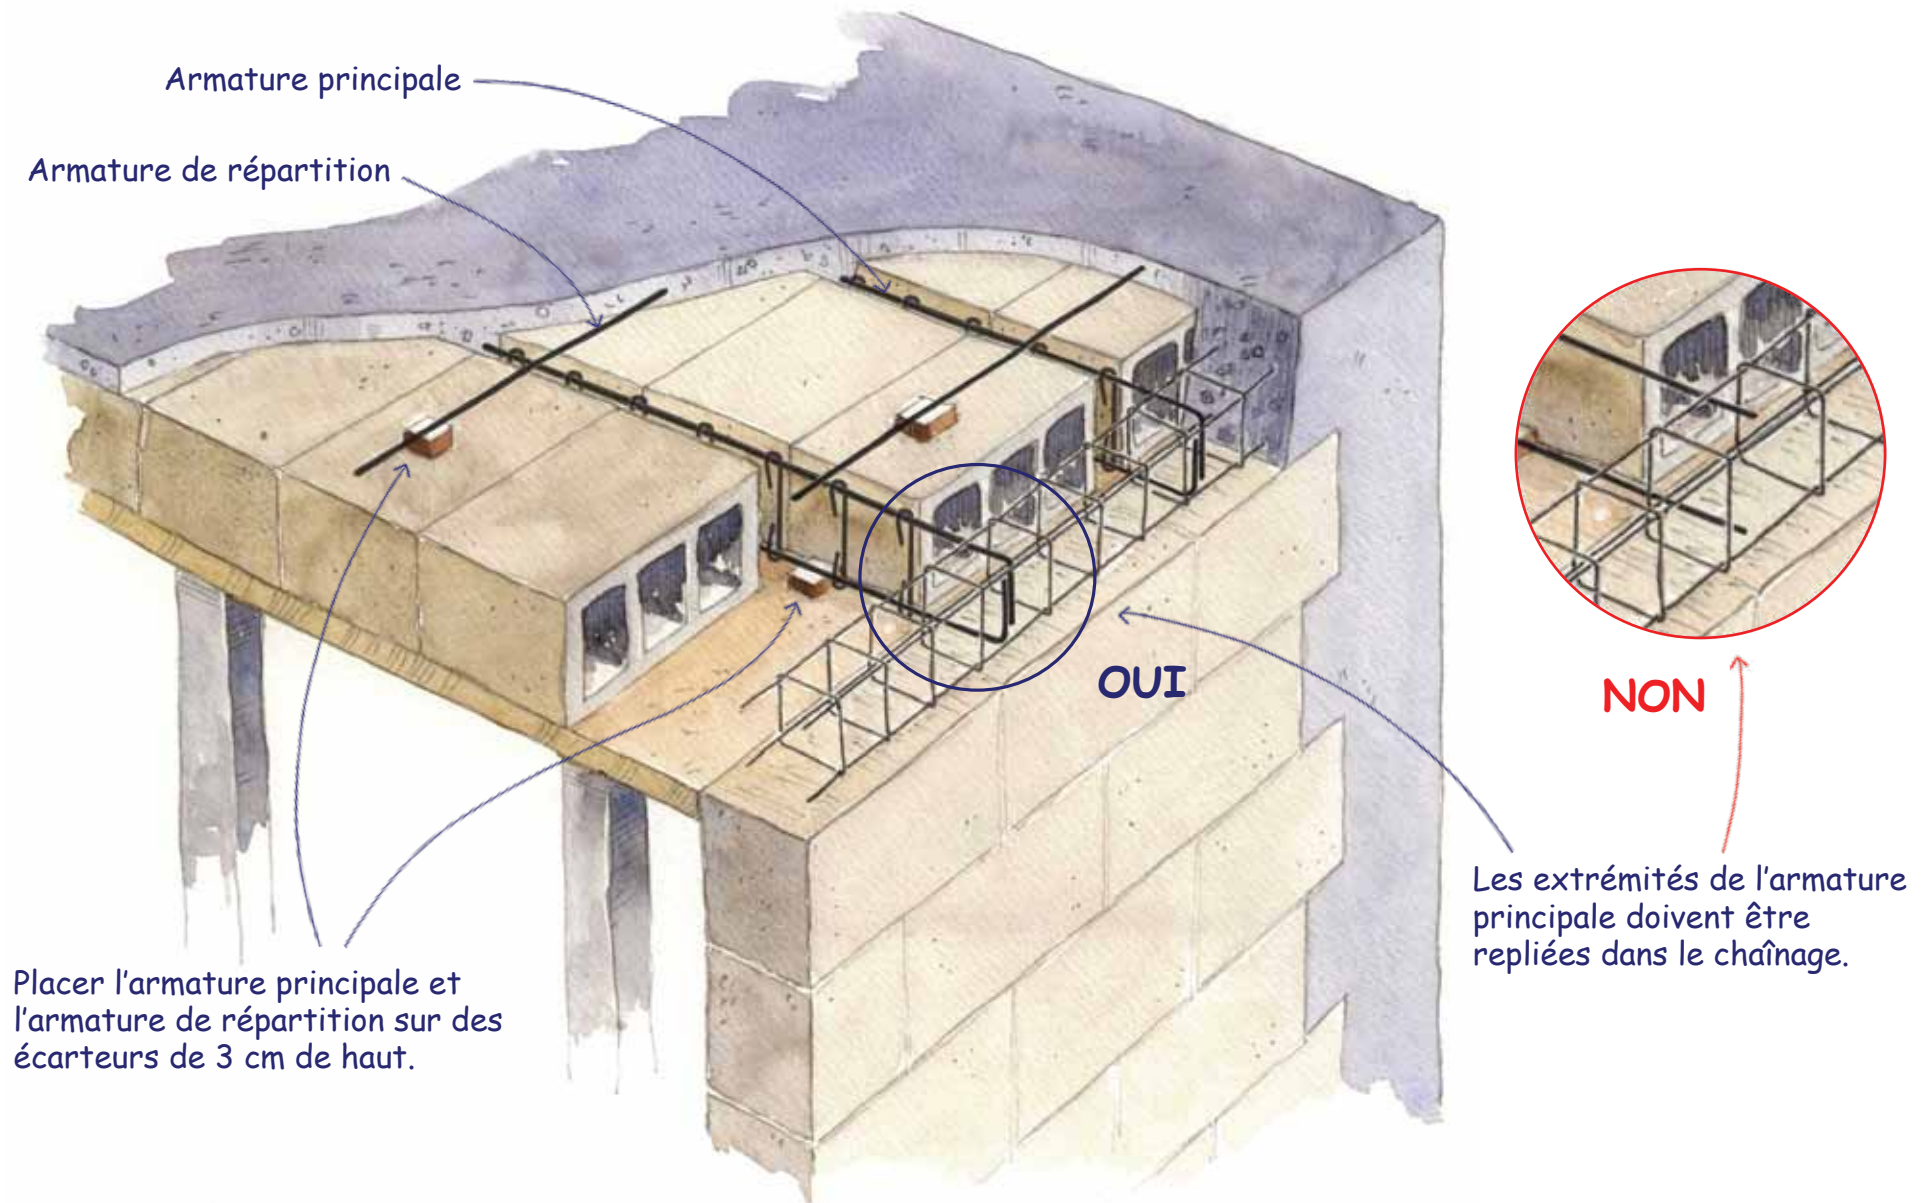 Armature principale
Armature de répartition
OUI
NON
Les extrémités de l'armature
principale doivent être
repliées dans le chaînage.
Placer l'armature principale et
l'armature de répartition sur des
écarteurs de 3 cm de haut.